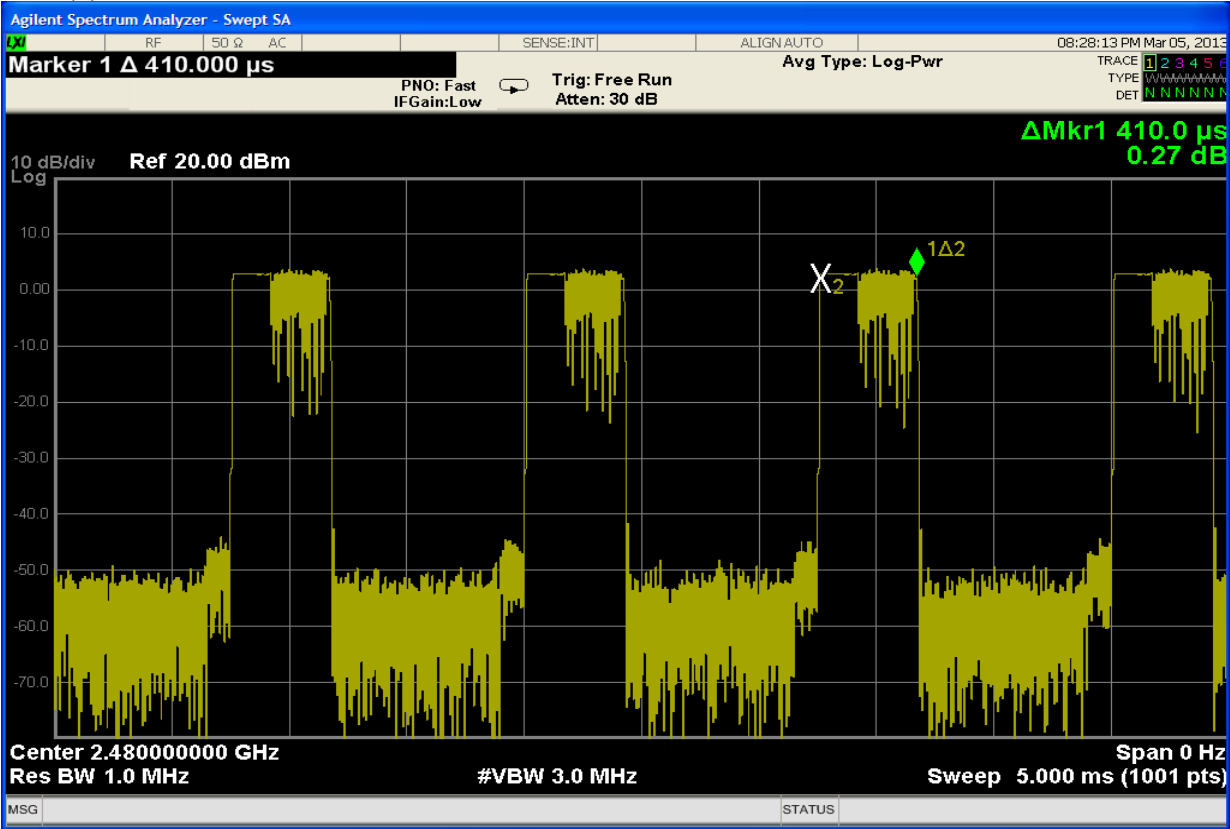 Agilent Spectrum Analyzer - Swept SA
LXI RF 50 Ω AC SENSE:INT ALIGN AUTO 08:28:13 PM Mar 05, 2013
Marker 1 Δ 410.000 µs
PNO: Fast
IFGain:Low
Trig: Free Run
Atten: 30 dB
Avg Type: Log-Pwr
TRACE 1 2 3 4 5 6
TYPE
DET N N N N N N
ΔMkr1 410.0 µs
0.27 dB
10 dB/div Ref 20.00 dBm
Log
10.0
1Δ2
0.00
X2
-10.0
-20.0
-30.0
-40.0
-50.0
-60.0
-70.0
Center 2.480000000 GHz Span 0 Hz
Res BW 1.0 MHz #VBW 3.0 MHz Sweep 5.000 ms (1001 pts)
MSG STATUS